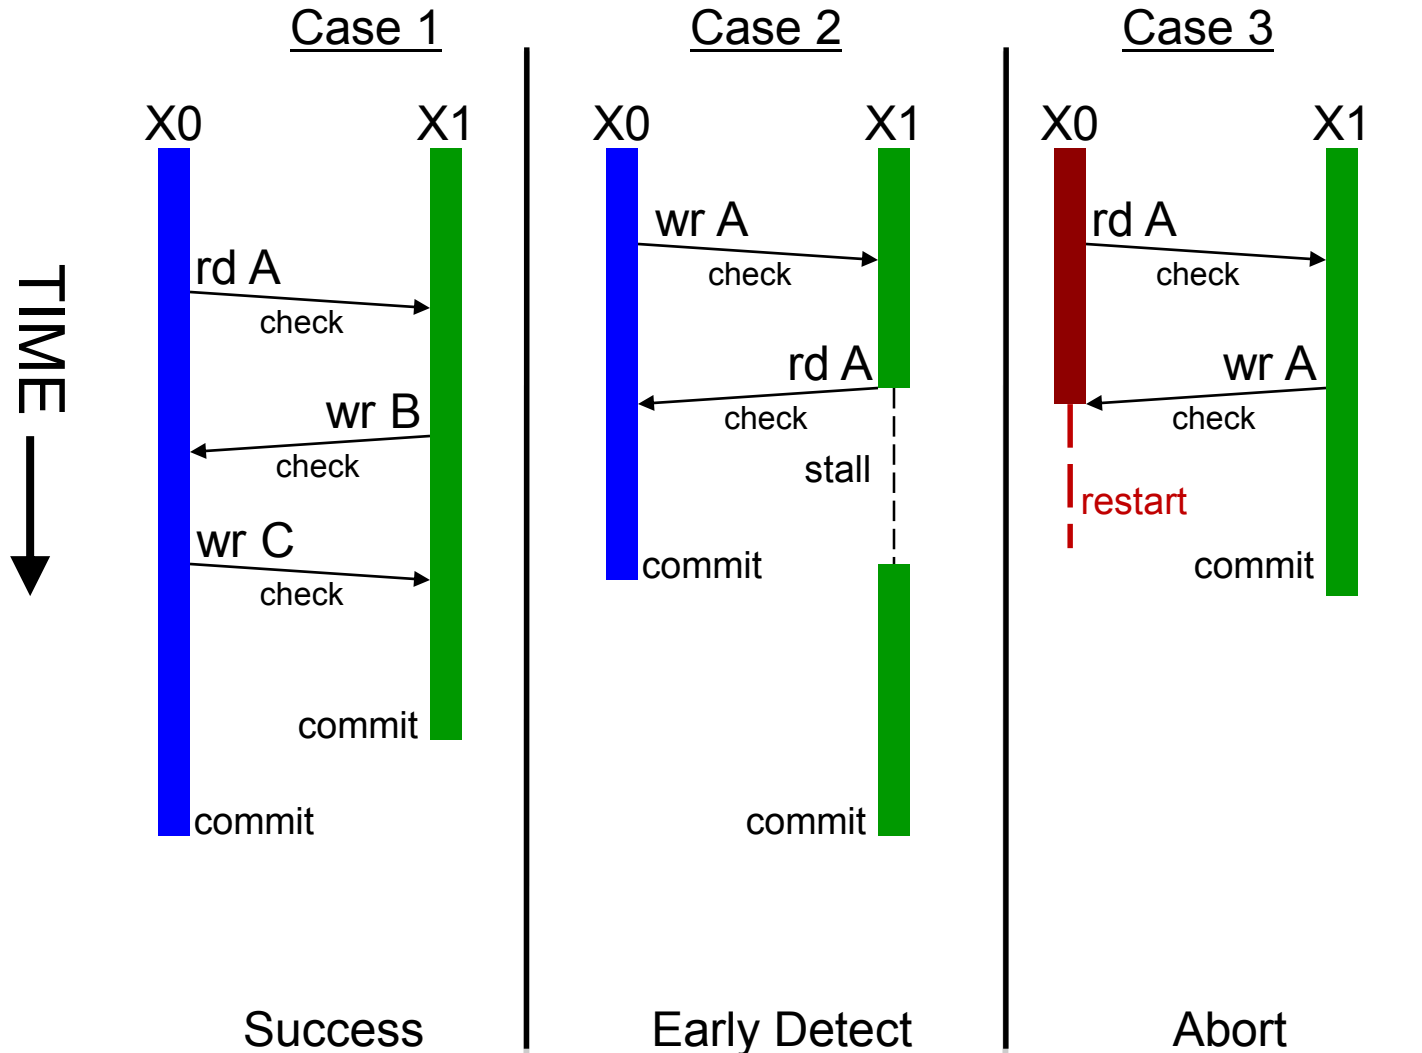 Case 1
X0
X1
TIME
rd A
check
wr B
check
wr C
check
commit
commit
Success
Case 2
X0
X1
wr A
check
rd A
check
stall
commit
commit
Early Detect
Case 3
X0
X1
rd A
check
wr A
check
restart
commit
Abort